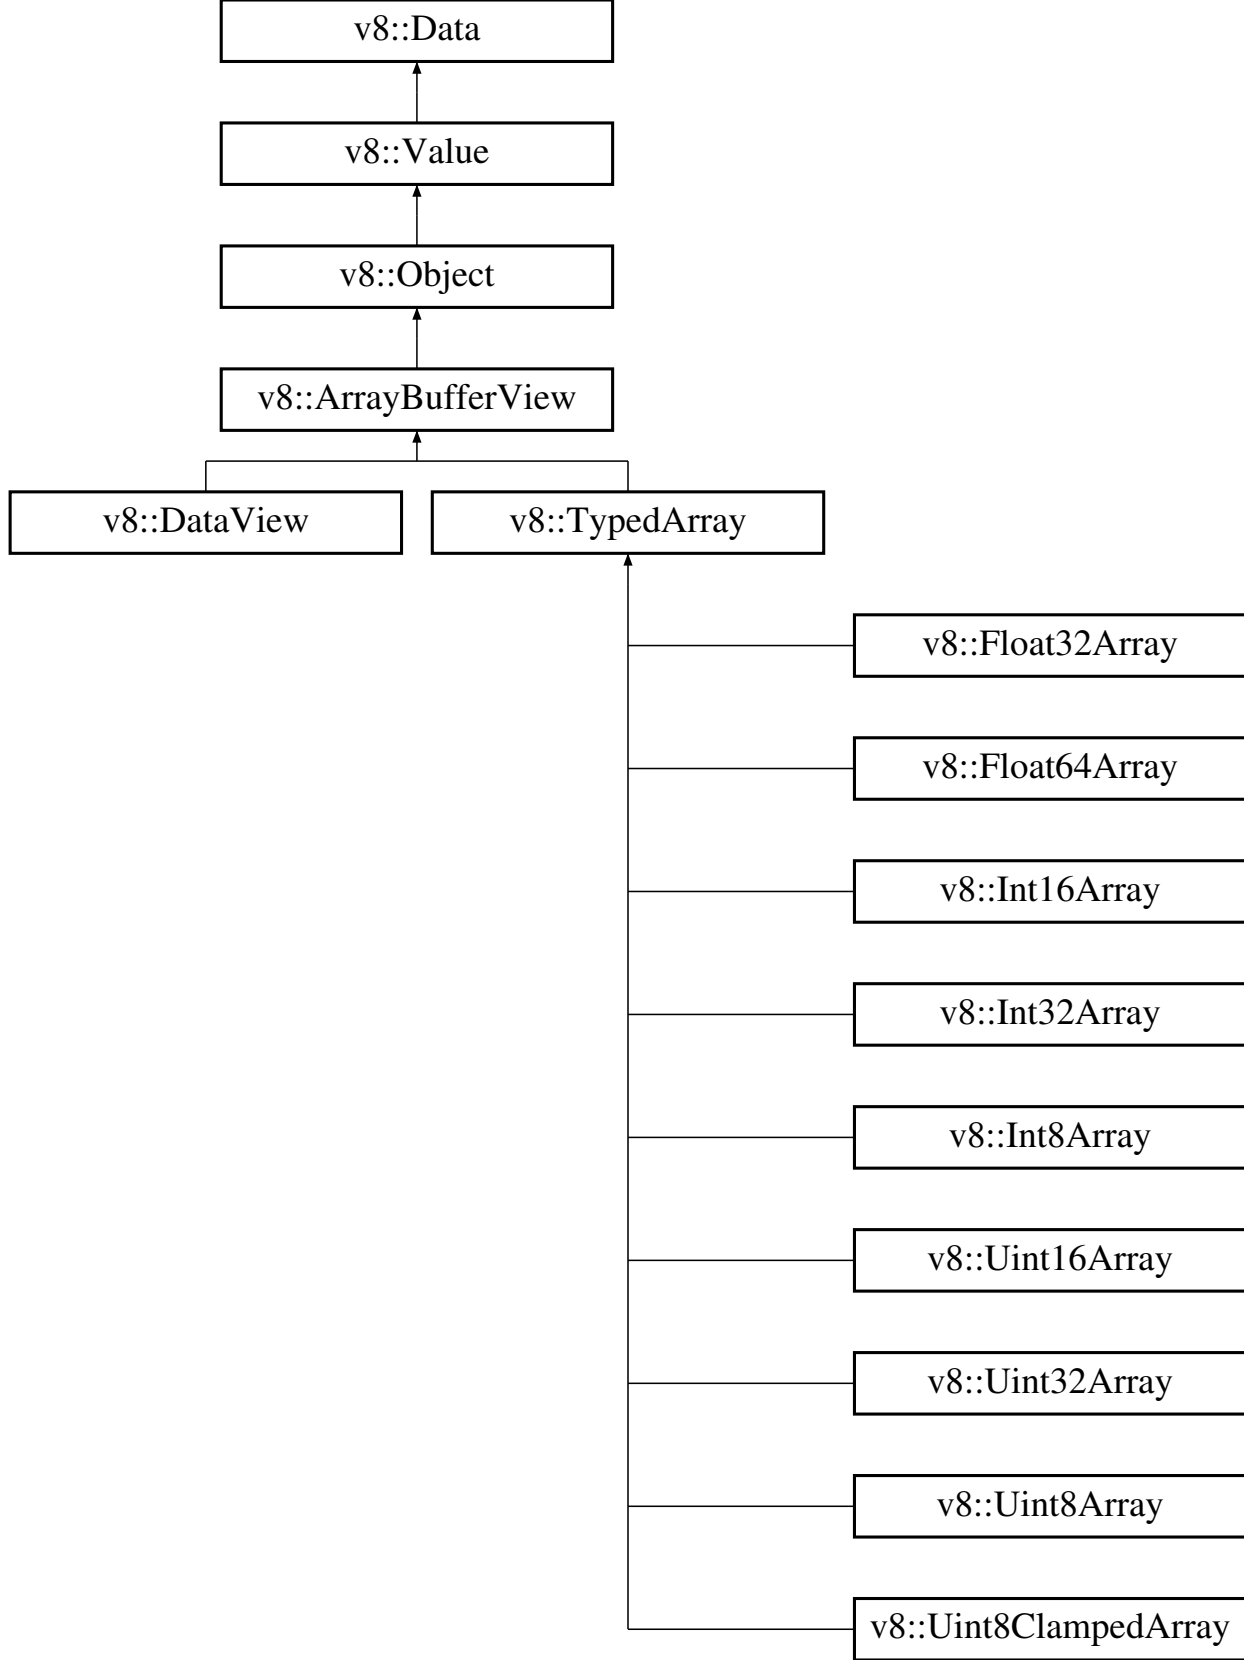 v8::Data
v8::Value
v8::Object
v8::ArrayBufferView
v8::DataView
v8::TypedArray
v8::Float32Array
v8::Float64Array
v8::Int16Array
v8::Int32Array
v8::Int8Array
v8::Uint16Array
v8::Uint32Array
v8::Uint8Array
v8::Uint8ClampedArray